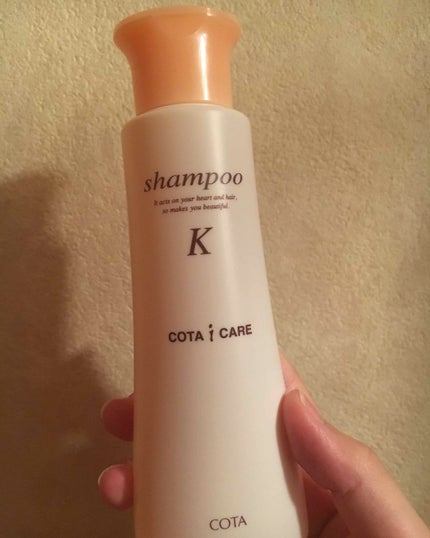 shampoo
It acts on your heart and hair,
so makes you beautiful.
K
COTA i CARE
COTA